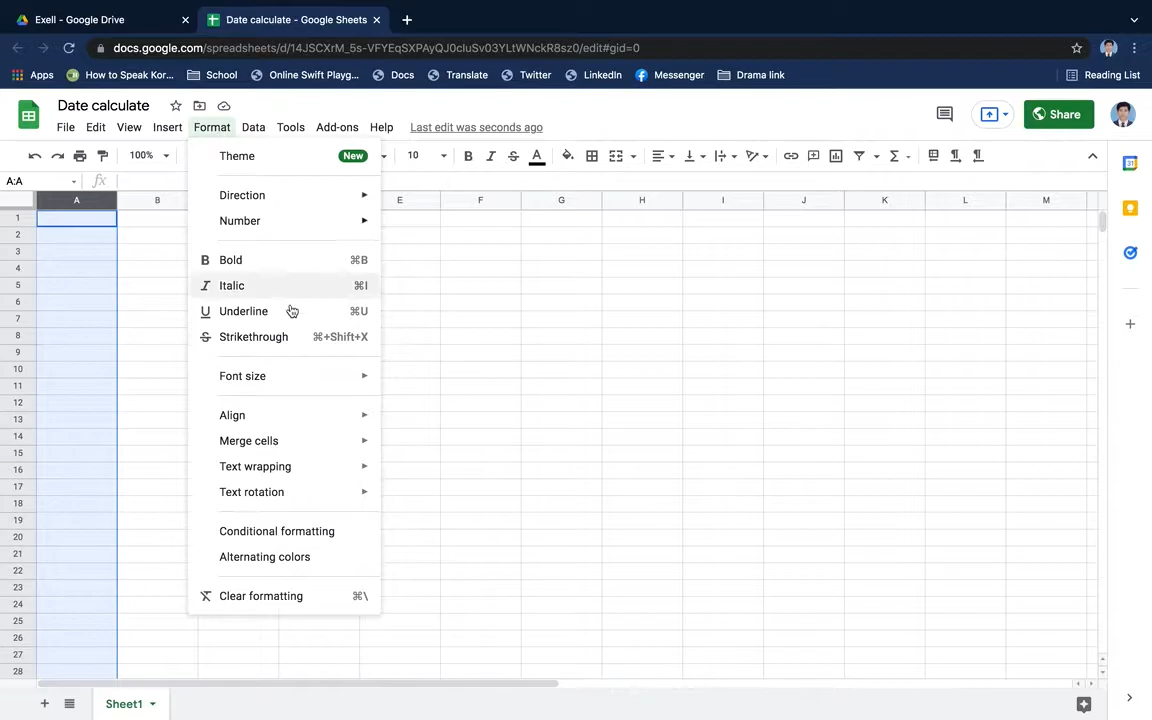 Exell - Google Drive
Date calculate - Google Sheets
docs.google.com/spreadsheets/d/14JSCXrM_5s-VFYEqSXPAyQJ0cIuSv03YLtWNckR8sz0/edit#gid=0
Apps How to Speak Kor... School Online Swift Playg... Docs Translate Twitter LinkedIn Messenger Drama link Reading List
Date calculate
File Edit View Insert Format Data Tools Add-ons Help Last edit was seconds ago
Share
100% 10 B I S A
A:A fx
A B E F G H I J K L M
1
2
3
4
5
6
7
8
9
10
11
12
13
14
15
16
17
18
19
20
21
22
23
24
25
26
27
28
Theme New
Direction
Number
B Bold ⌘B
I Italic ⌘I
U Underline ⌘U
S Strikethrough ⌘+Shift+X
Font size
Align
Merge cells
Text wrapping
Text rotation
Conditional formatting
Alternating colors
Clear formatting ⌘\
31
Sheet1